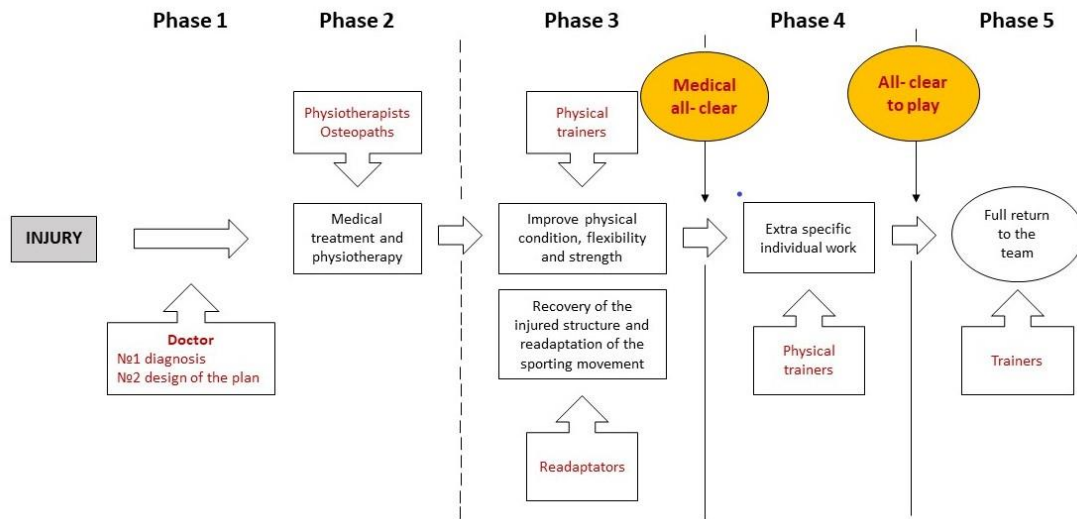 Phase 1
Phase 2
Phase 3
Phase 4
Phase 5
Medical
all- clear
All- clear
to play
Physiotherapists
Osteopaths
Physical
trainers
INJURY
Medical
treatment and
physiotherapy
Improve physical
condition, flexibility
and strength
Extra specific
individual work
Full return
to the
team
Doctor
№1 diagnosis
№2 design of the plan
Recovery of the
injured structure and
readaptation of the
sporting movement
Physical
trainers
Trainers
Readaptators